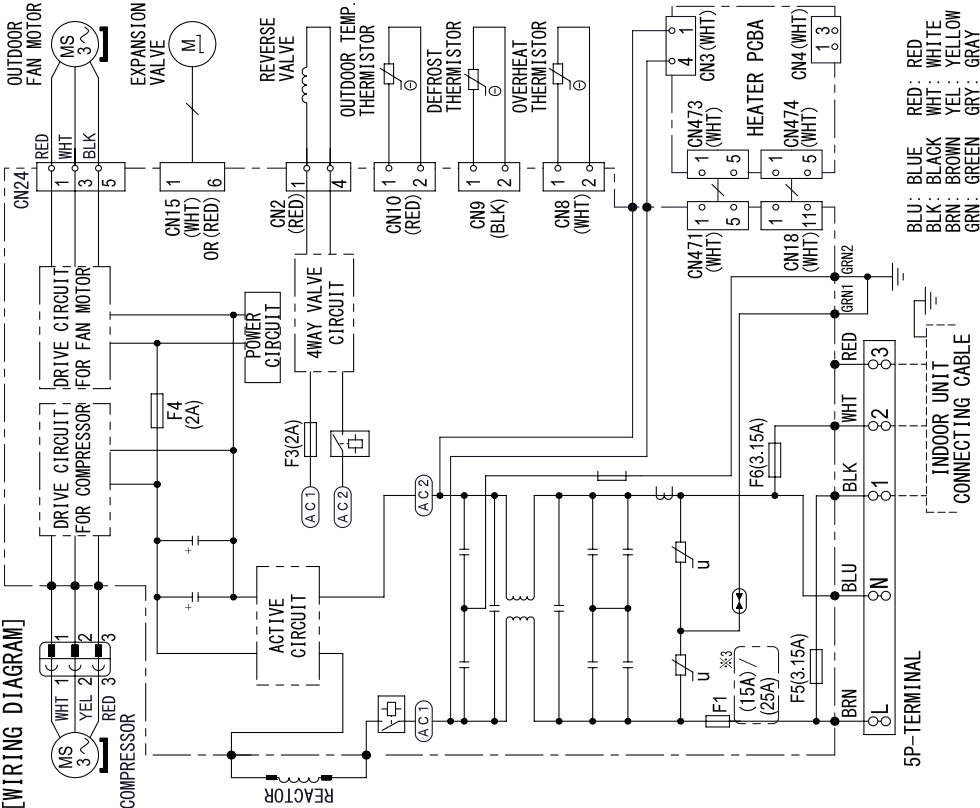 [WIRING DIAGRAM]
MS
3~
COMPRESSOR
WHT 1 1
YEL 2 2
RED 3 3
DRIVE CIRCUIT
FOR COMPRESSOR
DRIVE CIRCUIT
FOR FAN MOTOR
CN24
1
3
5
RED
WHT
BLK
MS
3~
OUTDOOR
FAN MOTOR
F4
(2A)
+
+
POWER
CIRCUIT
CN15
(WHT)
OR (RED)
1
6
M
EXPANSION
VALVE
REACTOR
ACTIVE
CIRCUIT
AC1
AC2
F3(2A)
4WAY VALVE
CIRCUIT
CN2
(RED)
1
4
REVERSE
VALVE
CN10
(RED)
1
2
OUTDOOR TEMP.
THERMISTOR
CN9
(BLK)
1
2
DEFROST
THERMISTOR
CN8
(WHT)
1
2
OVERHEAT
THERMISTOR
AC1
AC2
CN3 (WHT)
4 1
CN4 (WHT)
1 3
HEATER PCBA
CN473
(WHT)
1
5
CN474
(WHT)
1
5
CN471
(WHT)
1
5
CN18
(WHT)
1
11
u
u
F1
※3
(15A)/
(25A)
F5(3.15A)
F6(3.15A)
BRN
BLU
BLK
WHT
RED
GRN1
GRN2
L
N
1
2
3
5P-TERMINAL
INDOOR UNIT
CONNECTING CABLE
BLU: BLUE RED: RED
BLK: BLACK WHT: WHITE
BRN: BROWN YEL: YELLOW
GRN: GREEN GRY: GRAY